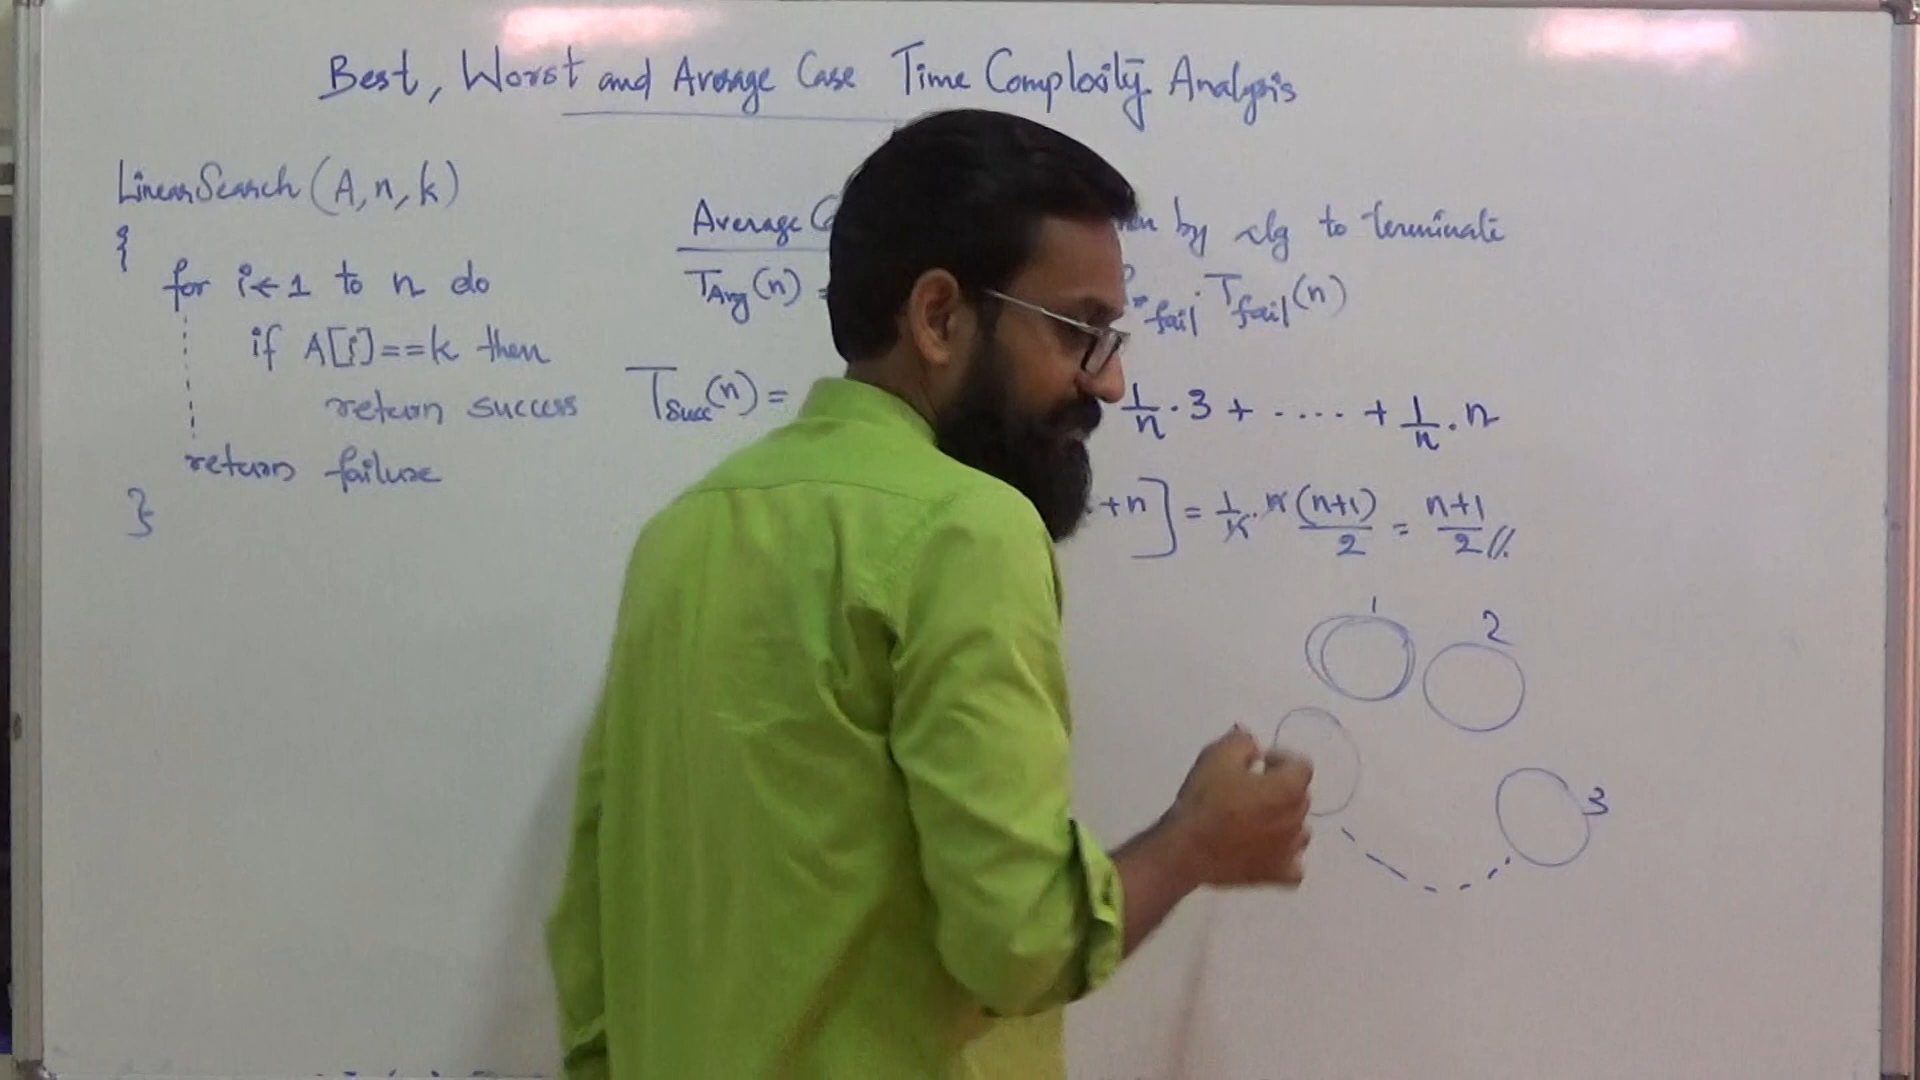 Best, Worst and Average Case Time Complexity Analysis
LinearSearch (A, n, k)
{
for i ← 1 to n do
if A[i] == k then
return success
return failure
}
Average by alg to terminate
T_Avg(n) = fail · T_fail(n)
T_succ(n) = 1/n · 3 + ..... + 1/n · n
+n] = 1/n · n(n+1)/2 = n+1/2 //.
1
2
3